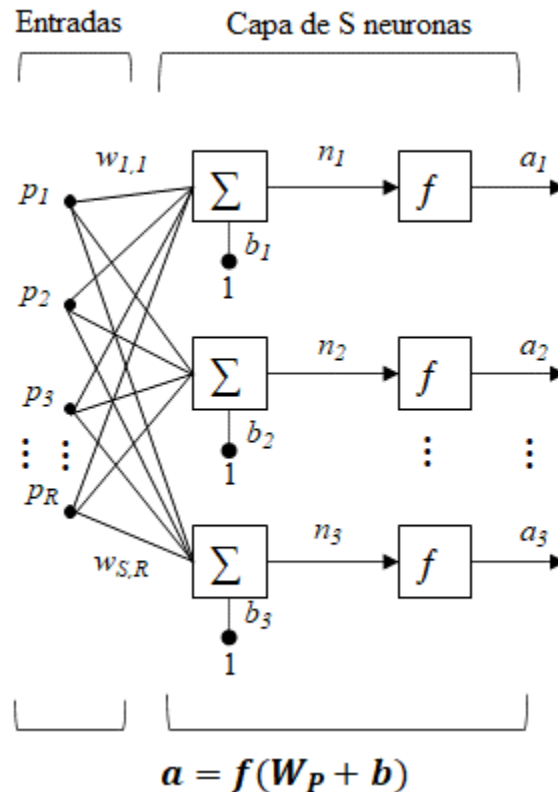 Entradas Capa de S neuronas
w1,1 n1 a1
p1 Σ f
b1
1
p2
n2 a2
Σ f
p3
b2
⋮ ⋮ ⋮ ⋮
1
pR
n3 a3
Σ f
wS,R
b3
1
a = f(WP + b)